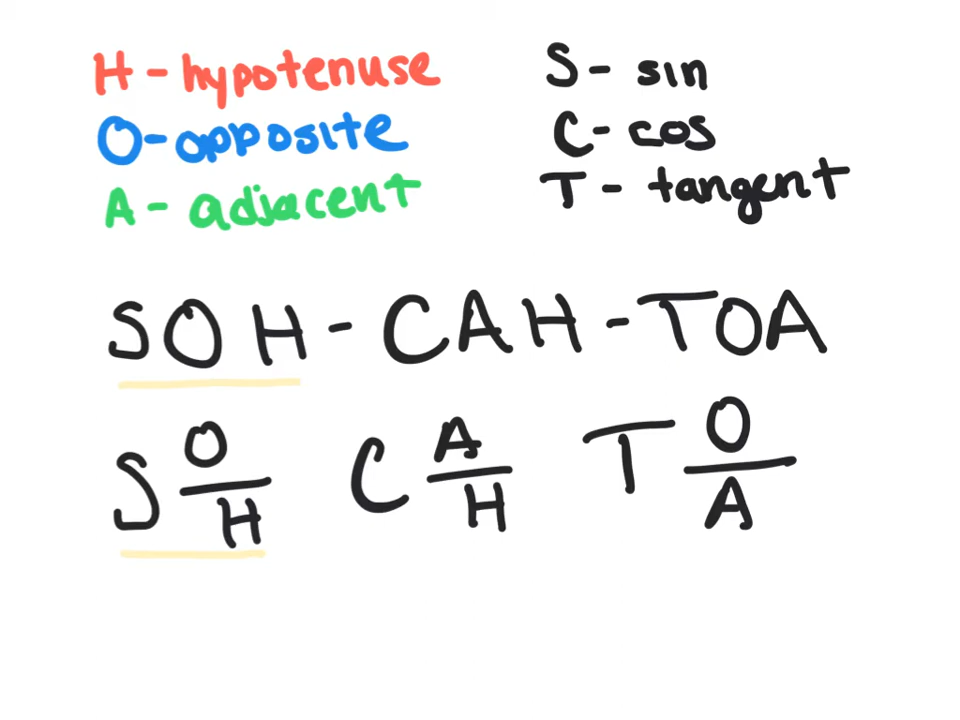 H - hypotenuse
O - opposite
A - adjacent
S - sin
C - cos
T - tangent
SOH - CAH - TOA
S O/H C A/H T O/A